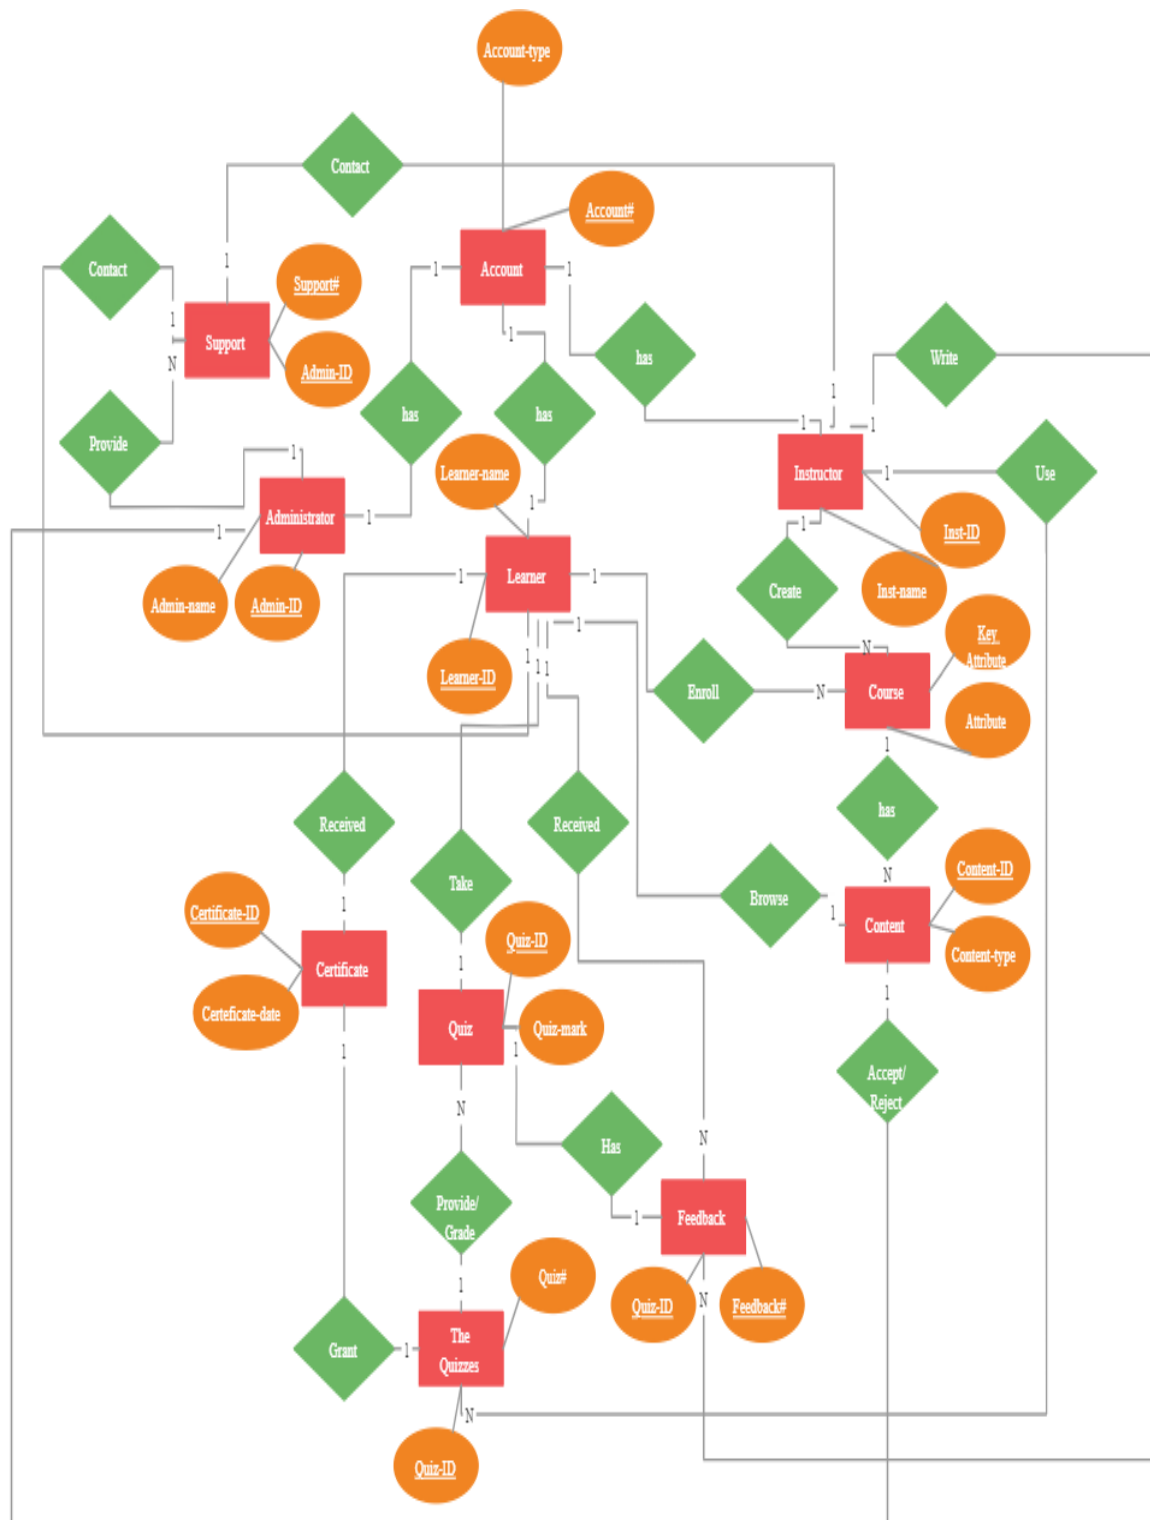 Account-type
Contact
Account#
Contact
1
Support#
Account
1
1
1
Support
1
has
Write
N
Admin-ID
1
has
has
1
1
Provide
1
Learner-name
Instructor
1
Use
1
Administrator
1
1
1
1
Inst-ID
Learner
1
1
Create
Inst-name
Admin-name
Admin-ID
1
Key
Attribute
N
1
1
1
Learner-ID
Enroll
N
Course
Attribute
1
Received
Received
has
Take
Content-ID
N
Browse
1
Content
Content-type
Certificate-ID
1
Quiz-ID
Certificate
1
1
Certeficate-date
Quiz
Quiz-mark
1
1
Accept/
Reject
N
N
Has
Provide/
Grade
1
Feedback
Quiz#
1
Quiz-ID
N
Feedback#
Grant
1
The
Quizzes
N
Quiz-ID